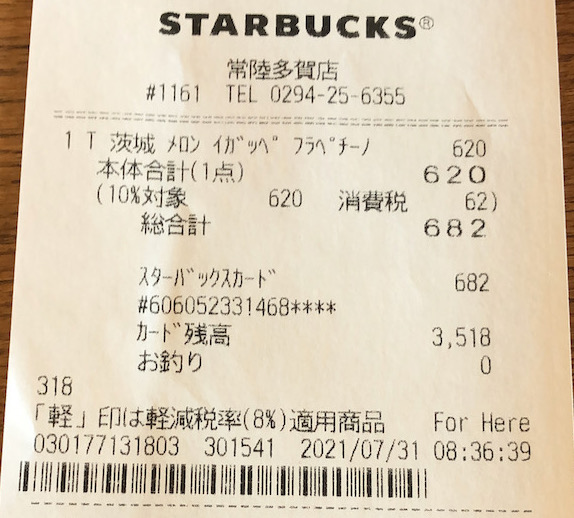 STARBUCKS®
常陸多賀店
#1161 TEL 0294-25-6355
1 T 茨城 ﾒﾛﾝ ｲｶﾞｯﾍﾟ ﾌﾗﾍﾟﾁｰﾉ 620
本体合計(1点) 620
(10%対象 620 消費税 62)
総合計 682
ｽﾀｰﾊﾞｯｸｽｶｰﾄﾞ 682
#606052331468****
ｶｰﾄﾞ残高 3,518
お釣り 0
318
「軽」印は軽減税率(8%)適用商品 For Here
030177131803 301541 2021/07/31 08:36:39